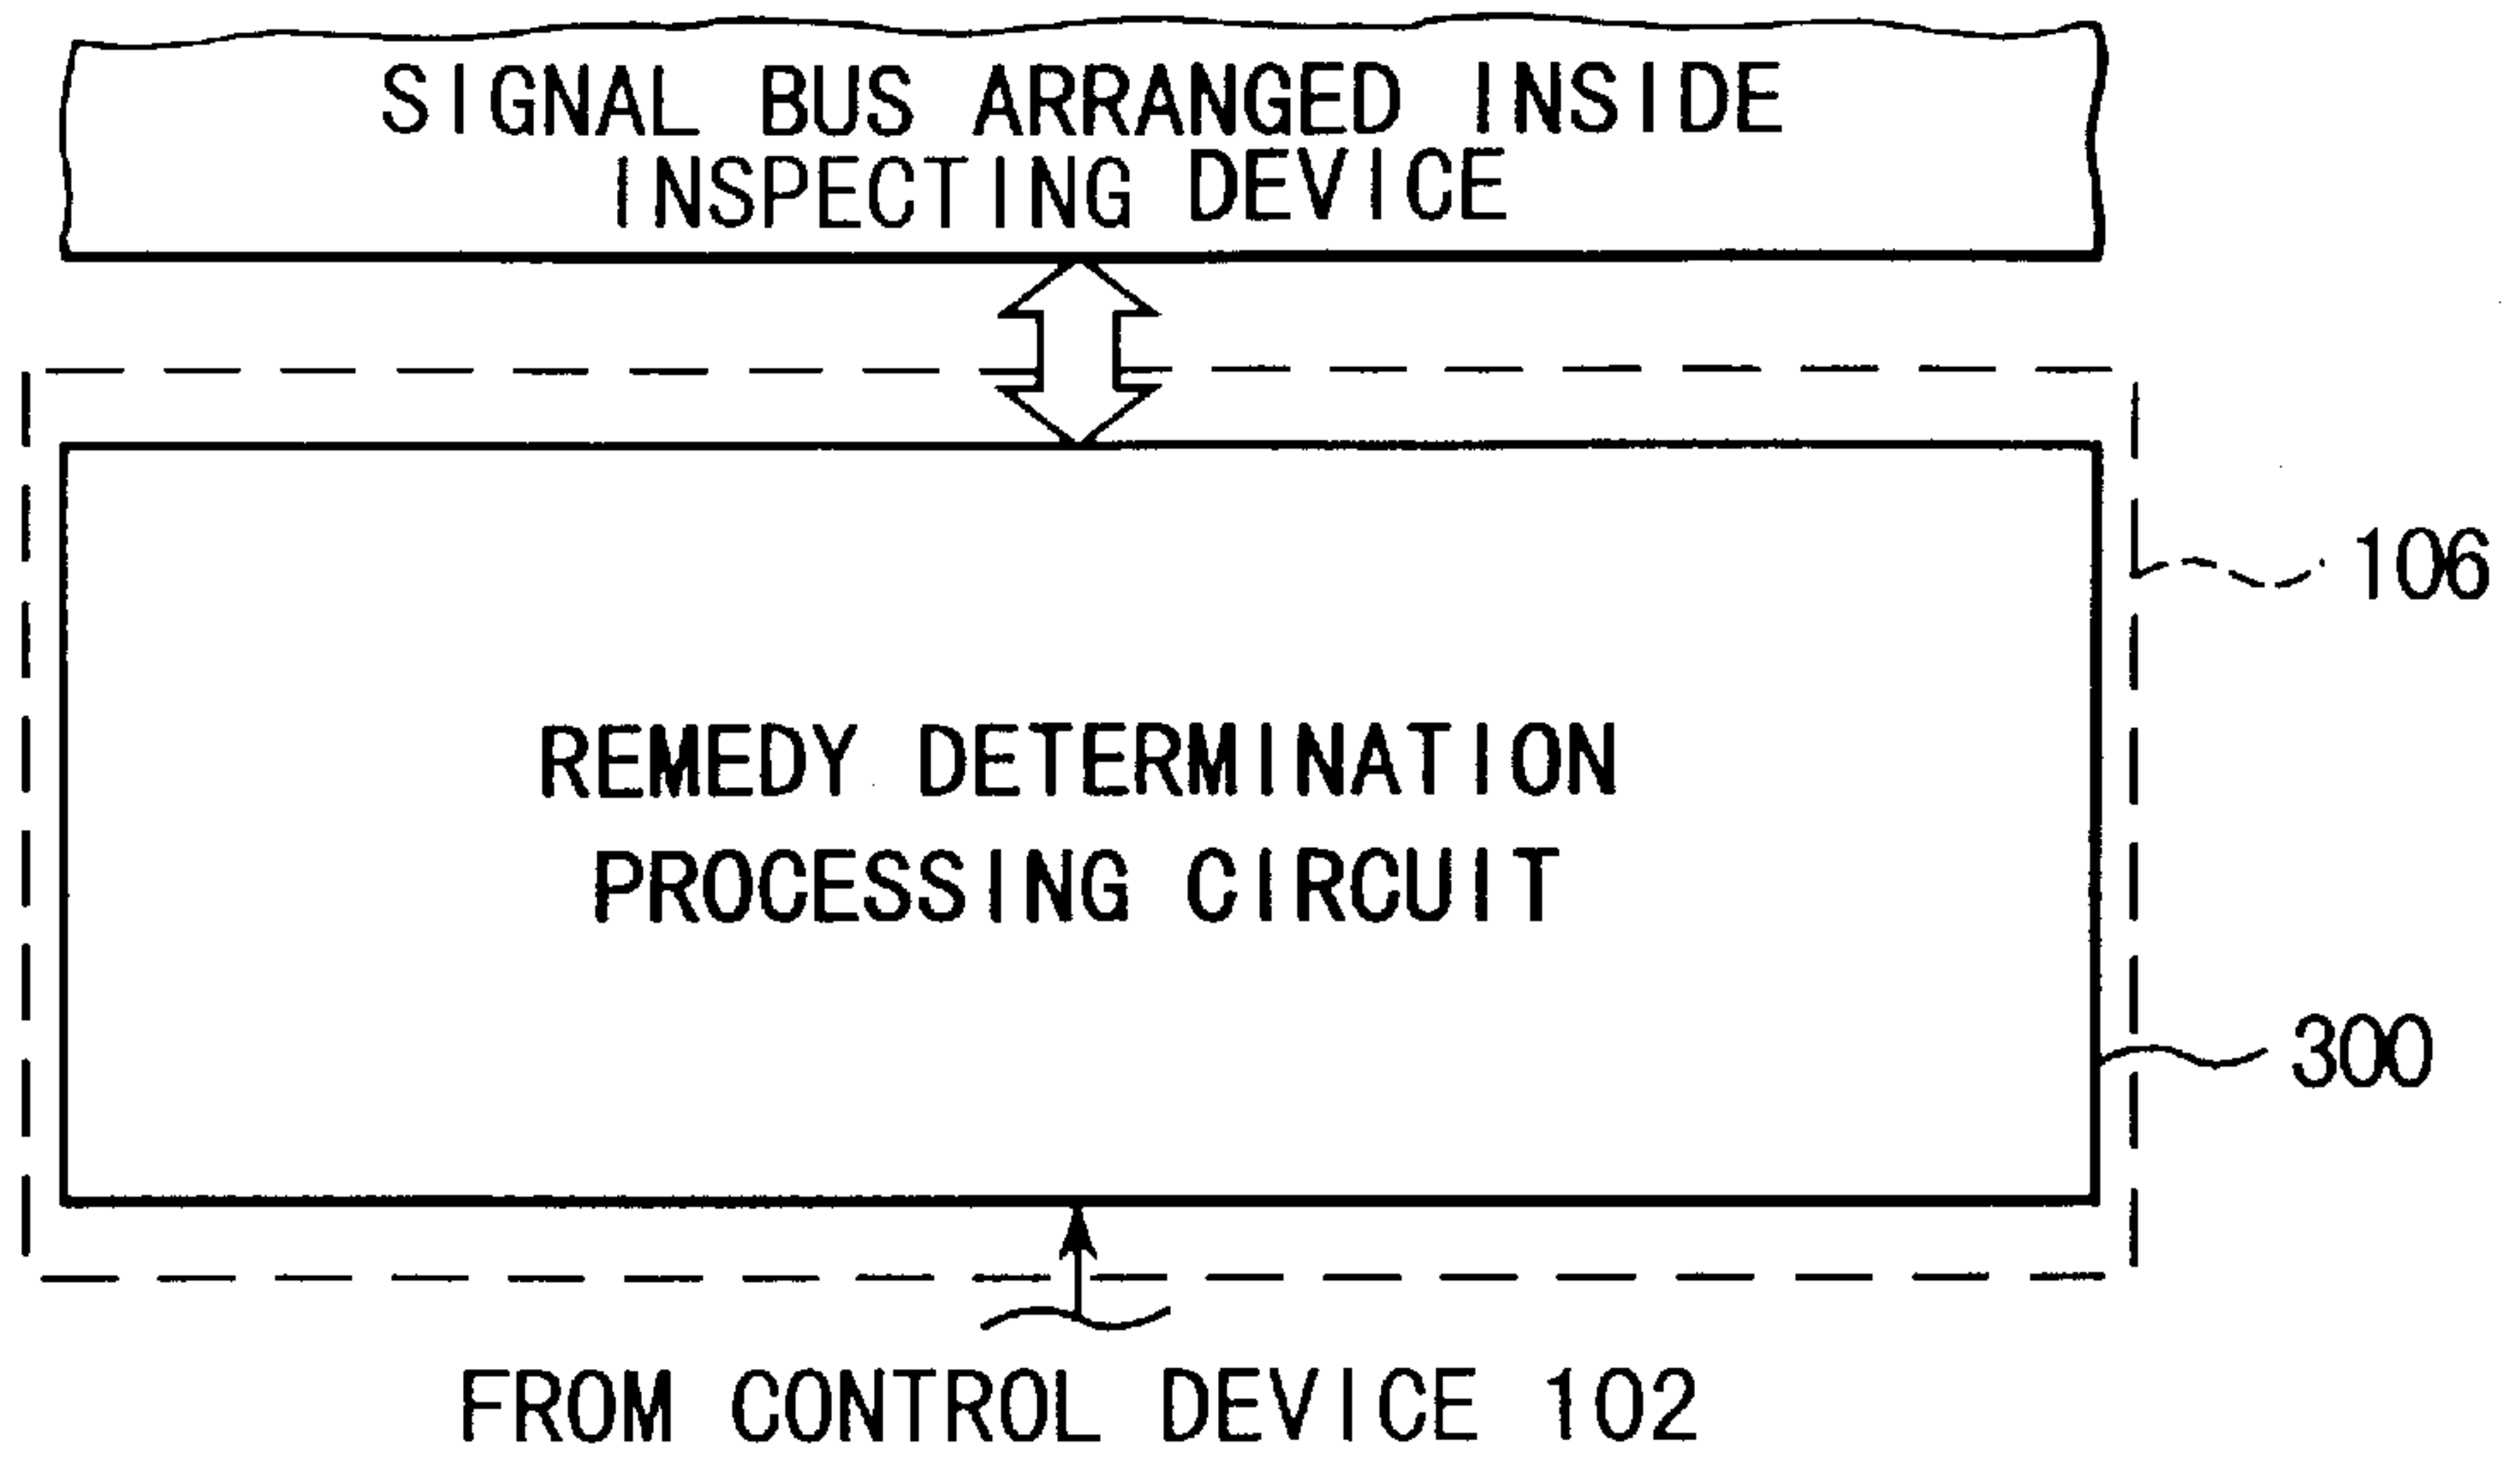 SIGNAL BUS ARRANGED INSIDE
INSPECTING DEVICE
106
REMEDY DETERMINATION
PROCESSING CIRCUIT
300
FROM CONTROL DEVICE 102